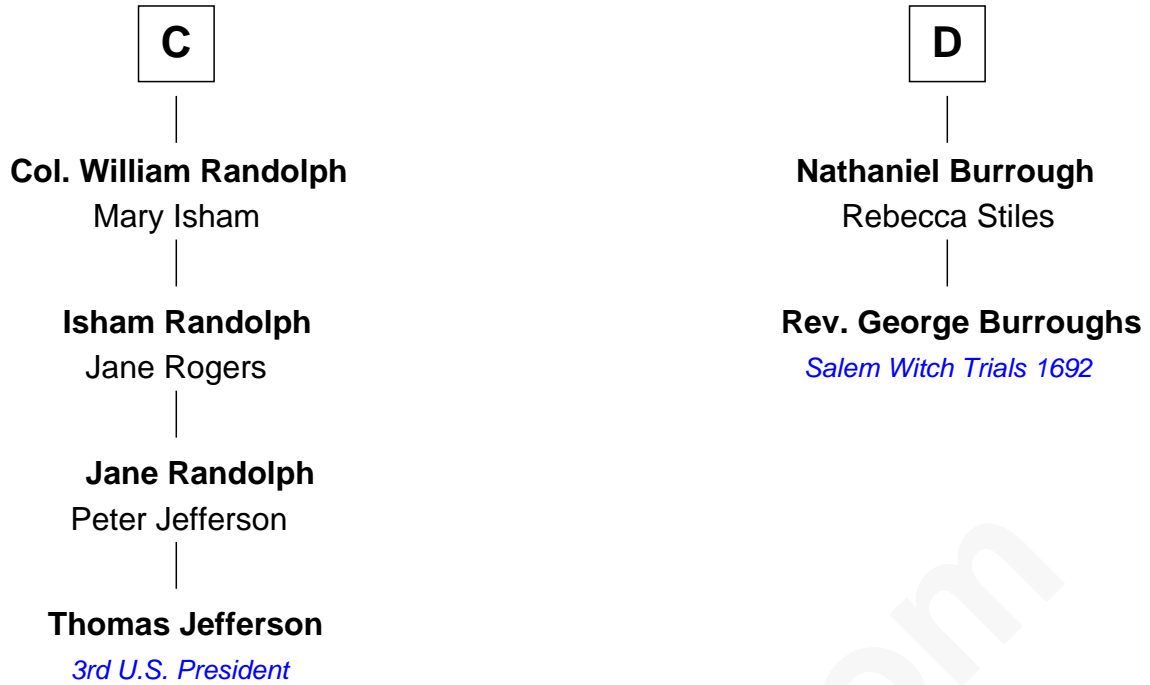 C
Col. William Randolph
Mary Isham
Isham Randolph
Jane Rogers
Jane Randolph
Peter Jefferson
Thomas Jefferson
3rd U.S. President
D
Nathaniel Burrough
Rebecca Stiles
Rev. George Burroughs
Salem Witch Trials 1692
om